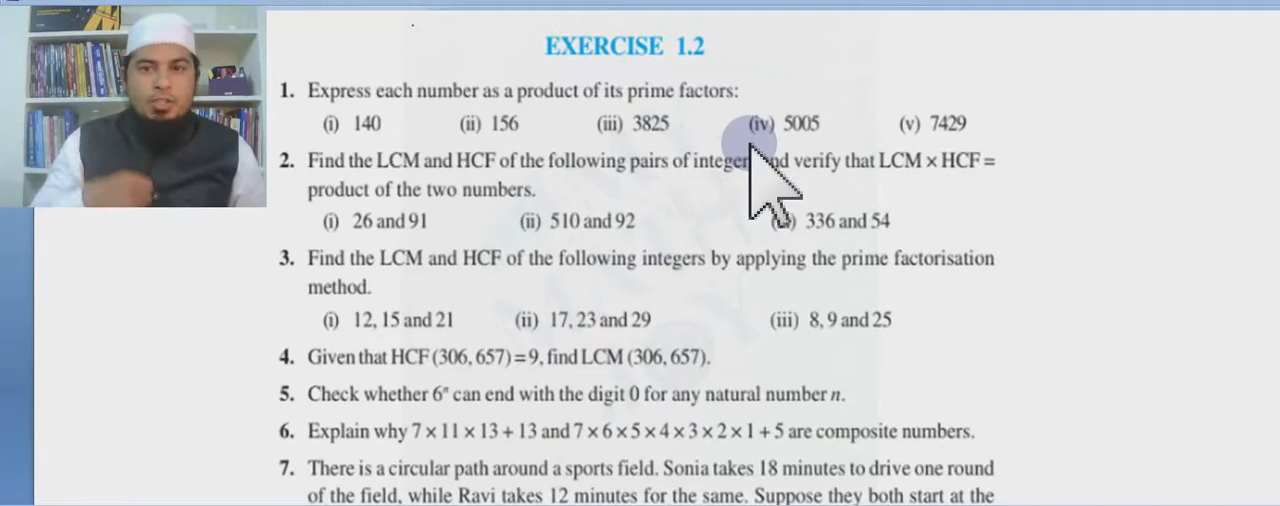 EXERCISE 1.2
1. Express each number as a product of its prime factors:
(i) 140 (ii) 156 (iii) 3825 (iv) 5005 (v) 7429
2. Find the LCM and HCF of the following pairs of integer nd verify that LCM × HCF =
product of the two numbers.
(i) 26 and 91 (ii) 510 and 92 336 and 54
3. Find the LCM and HCF of the following integers by applying the prime factorisation
method.
(i) 12, 15 and 21 (ii) 17, 23 and 29 (iii) 8, 9 and 25
4. Given that HCF (306, 657) = 9, find LCM (306, 657).
5. Check whether 6ⁿ can end with the digit 0 for any natural number n.
6. Explain why 7 × 11 × 13 + 13 and 7 × 6 × 5 × 4 × 3 × 2 × 1 + 5 are composite numbers.
7. There is a circular path around a sports field. Sonia takes 18 minutes to drive one round
of the field, while Ravi takes 12 minutes for the same. Suppose they both start at the